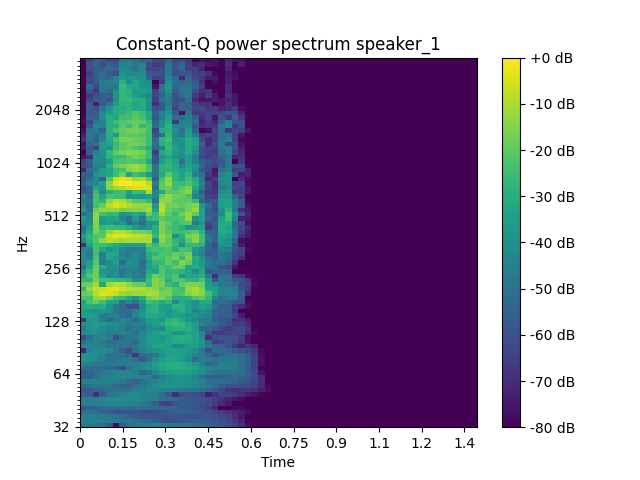 Constant-Q power spectrum speaker_1
+0 dB
-10 dB
-20 dB
-30 dB
-40 dB
-50 dB
-60 dB
-70 dB
-80 dB
2048
1024
512
256
128
64
32
Hz
0 0.15 0.3 0.45 0.6 0.75 0.9 1.1 1.2 1.4
Time